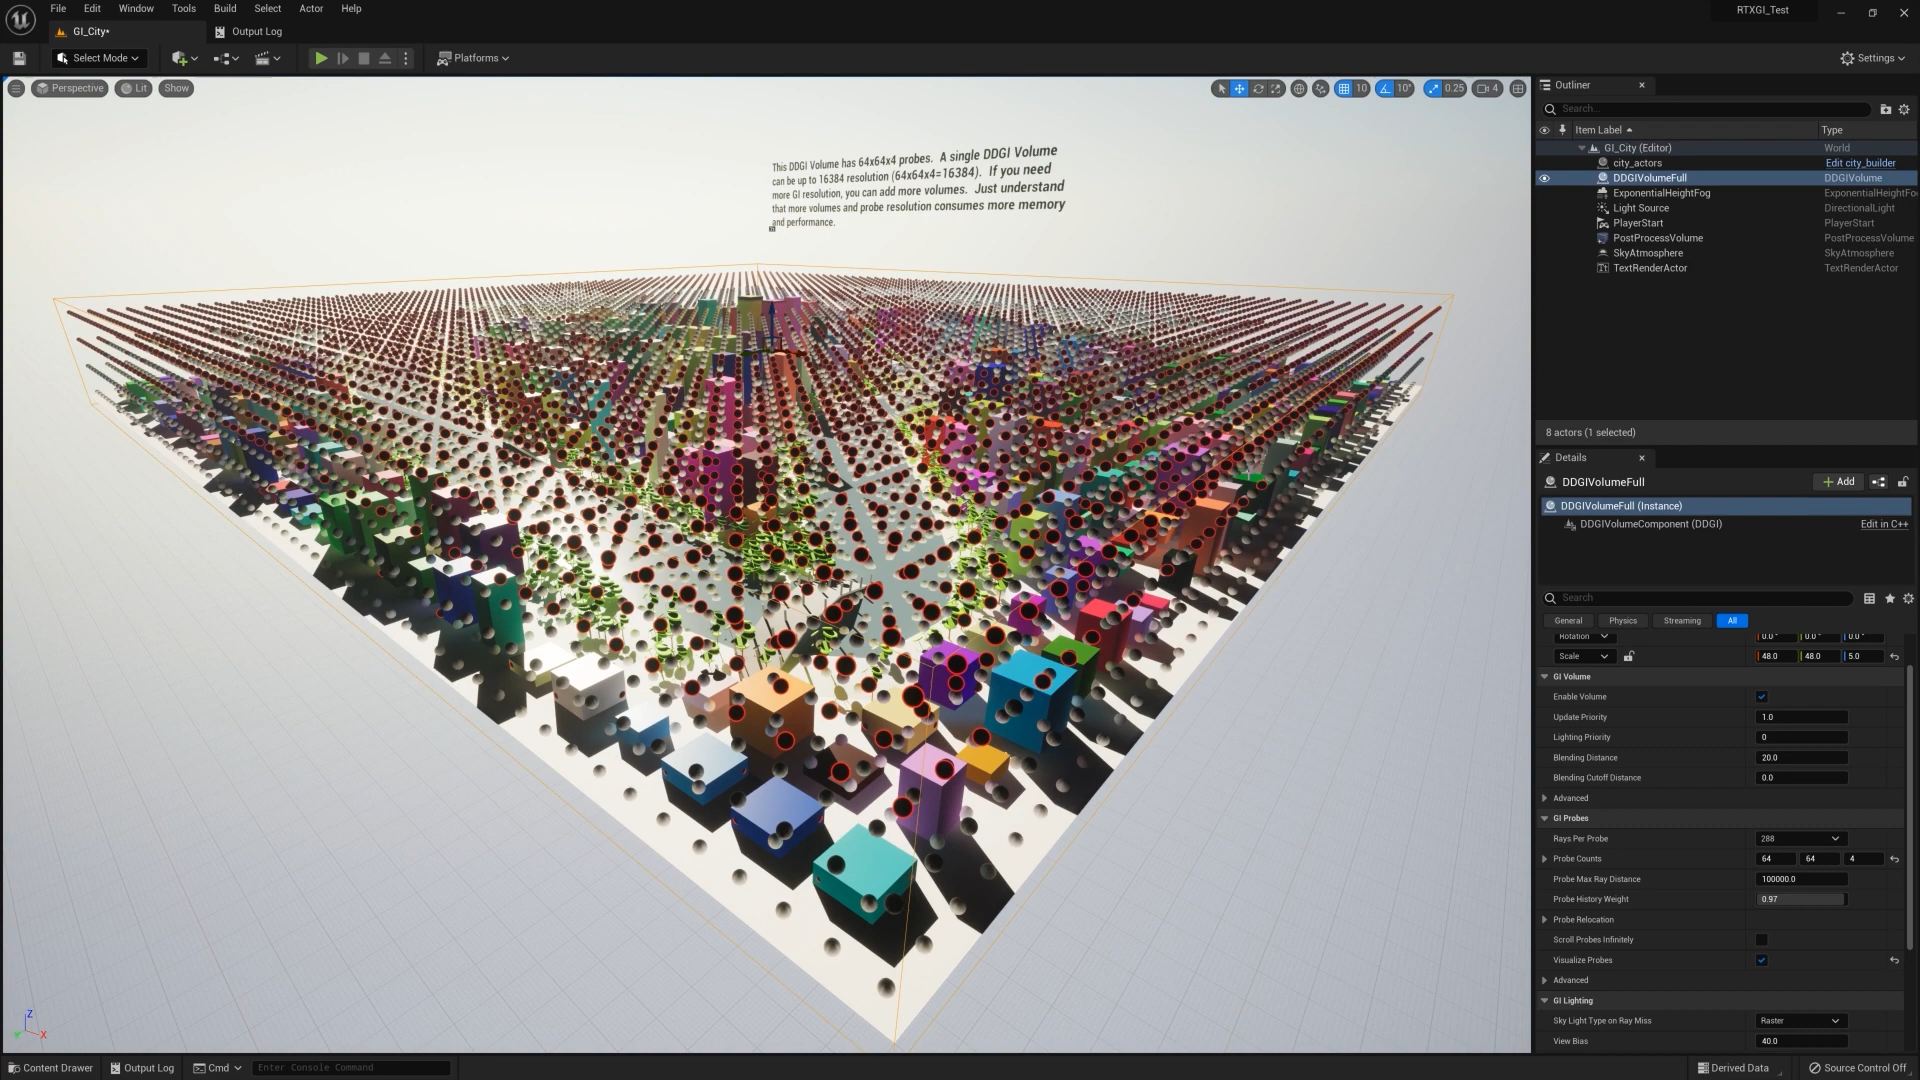 File Edit Window Tools Build Select Actor Help
RTXGI_Test
GI_City*
Output Log
Select Mode
Platforms
Settings
Perspective
Lit
Show
10
10°
0.25
4
This DDGI Volume has 64x64x4 probes. A single DDGI Volume
can be up to 16384 resolution (64x64x4=16384). If you need
more GI resolution, you can add more volumes. Just understand
that more volumes and probe resolution consumes more memory
and performance.
Z
Y
X
Outliner
Search...
Item Label Type
GI_City (Editor) World
city_actors Edit city_builder
DDGIVolumeFull DDGIVolume
ExponentialHeightFog ExponentialHeightFo
Light Source DirectionalLight
PlayerStart PlayerStart
PostProcessVolume PostProcessVolume
SkyAtmosphere SkyAtmosphere
TextRenderActor TextRenderActor
8 actors (1 selected)
Details
DDGIVolumeFull
+ Add
DDGIVolumeFull (Instance)
DDGIVolumeComponent (DDGI) Edit in C++
Search
General Physics Streaming All
Rotation 0.0° 0.0° 0.0°
Scale 48.0 48.0 5.0
GI Volume
Enable Volume
Update Priority 1.0
Lighting Priority 0
Blending Distance 20.0
Blending Cutoff Distance 0.0
Advanced
GI Probes
Rays Per Probe 288
Probe Counts 64 64 4
Probe Max Ray Distance 100000.0
Probe History Weight 0.97
Probe Relocation
Scroll Probes Infinitely
Visualize Probes
Advanced
GI Lighting
Sky Light Type on Ray Miss Raster
View Bias 40.0
Content Drawer
Output Log
Cmd
Enter Console Command
Derived Data
Source Control Off